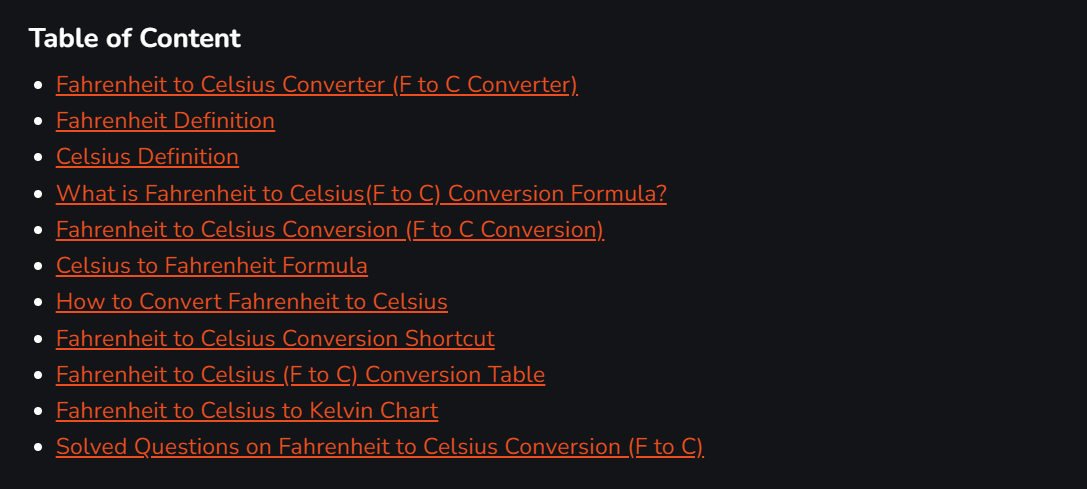 Table of Content
Fahrenheit to Celsius Converter (F to C Converter)
Fahrenheit Definition
Celsius Definition
What is Fahrenheit to Celsius(F to C) Conversion Formula?
Fahrenheit to Celsius Conversion (F to C Conversion)
Celsius to Fahrenheit Formula
How to Convert Fahrenheit to Celsius
Fahrenheit to Celsius Conversion Shortcut
Fahrenheit to Celsius (F to C) Conversion Table
Fahrenheit to Celsius to Kelvin Chart
Solved Questions on Fahrenheit to Celsius Conversion (F to C)